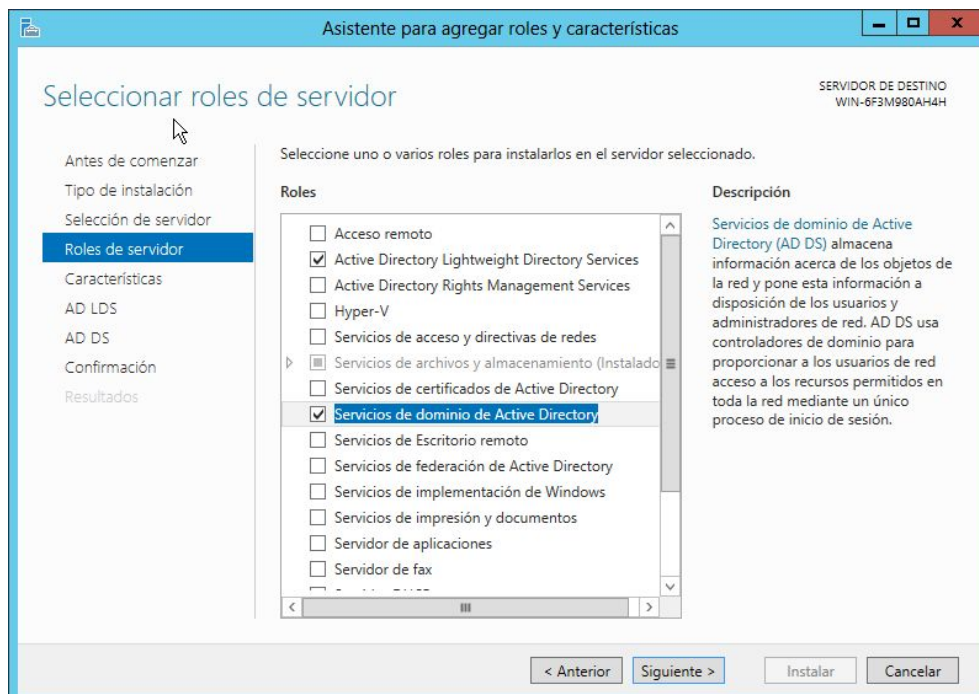 Asistente para agregar roles y características
Seleccionar roles de servidor
SERVIDOR DE DESTINO
WIN-6F3M980AH4H
Antes de comenzar
Tipo de instalación
Selección de servidor
Roles de servidor
Características
AD LDS
AD DS
Confirmación
Resultados
Seleccione uno o varios roles para instalarlos en el servidor seleccionado.
Roles
Acceso remoto
Active Directory Lightweight Directory Services
Active Directory Rights Management Services
Hyper-V
Servicios de acceso y directivas de redes
Servicios de archivos y almacenamiento (Instalado
Servicios de certificados de Active Directory
Servicios de dominio de Active Directory
Servicios de Escritorio remoto
Servicios de federación de Active Directory
Servicios de implementación de Windows
Servicios de impresión y documentos
Servidor de aplicaciones
Servidor de fax
Descripción
Servicios de dominio de Active
Directory (AD DS) almacena
información acerca de los objetos de
la red y pone esta información a
disposición de los usuarios y
administradores de red. AD DS usa
controladores de dominio para
proporcionar a los usuarios de red
acceso a los recursos permitidos en
toda la red mediante un único
proceso de inicio de sesión.
< Anterior
Siguiente >
Instalar
Cancelar